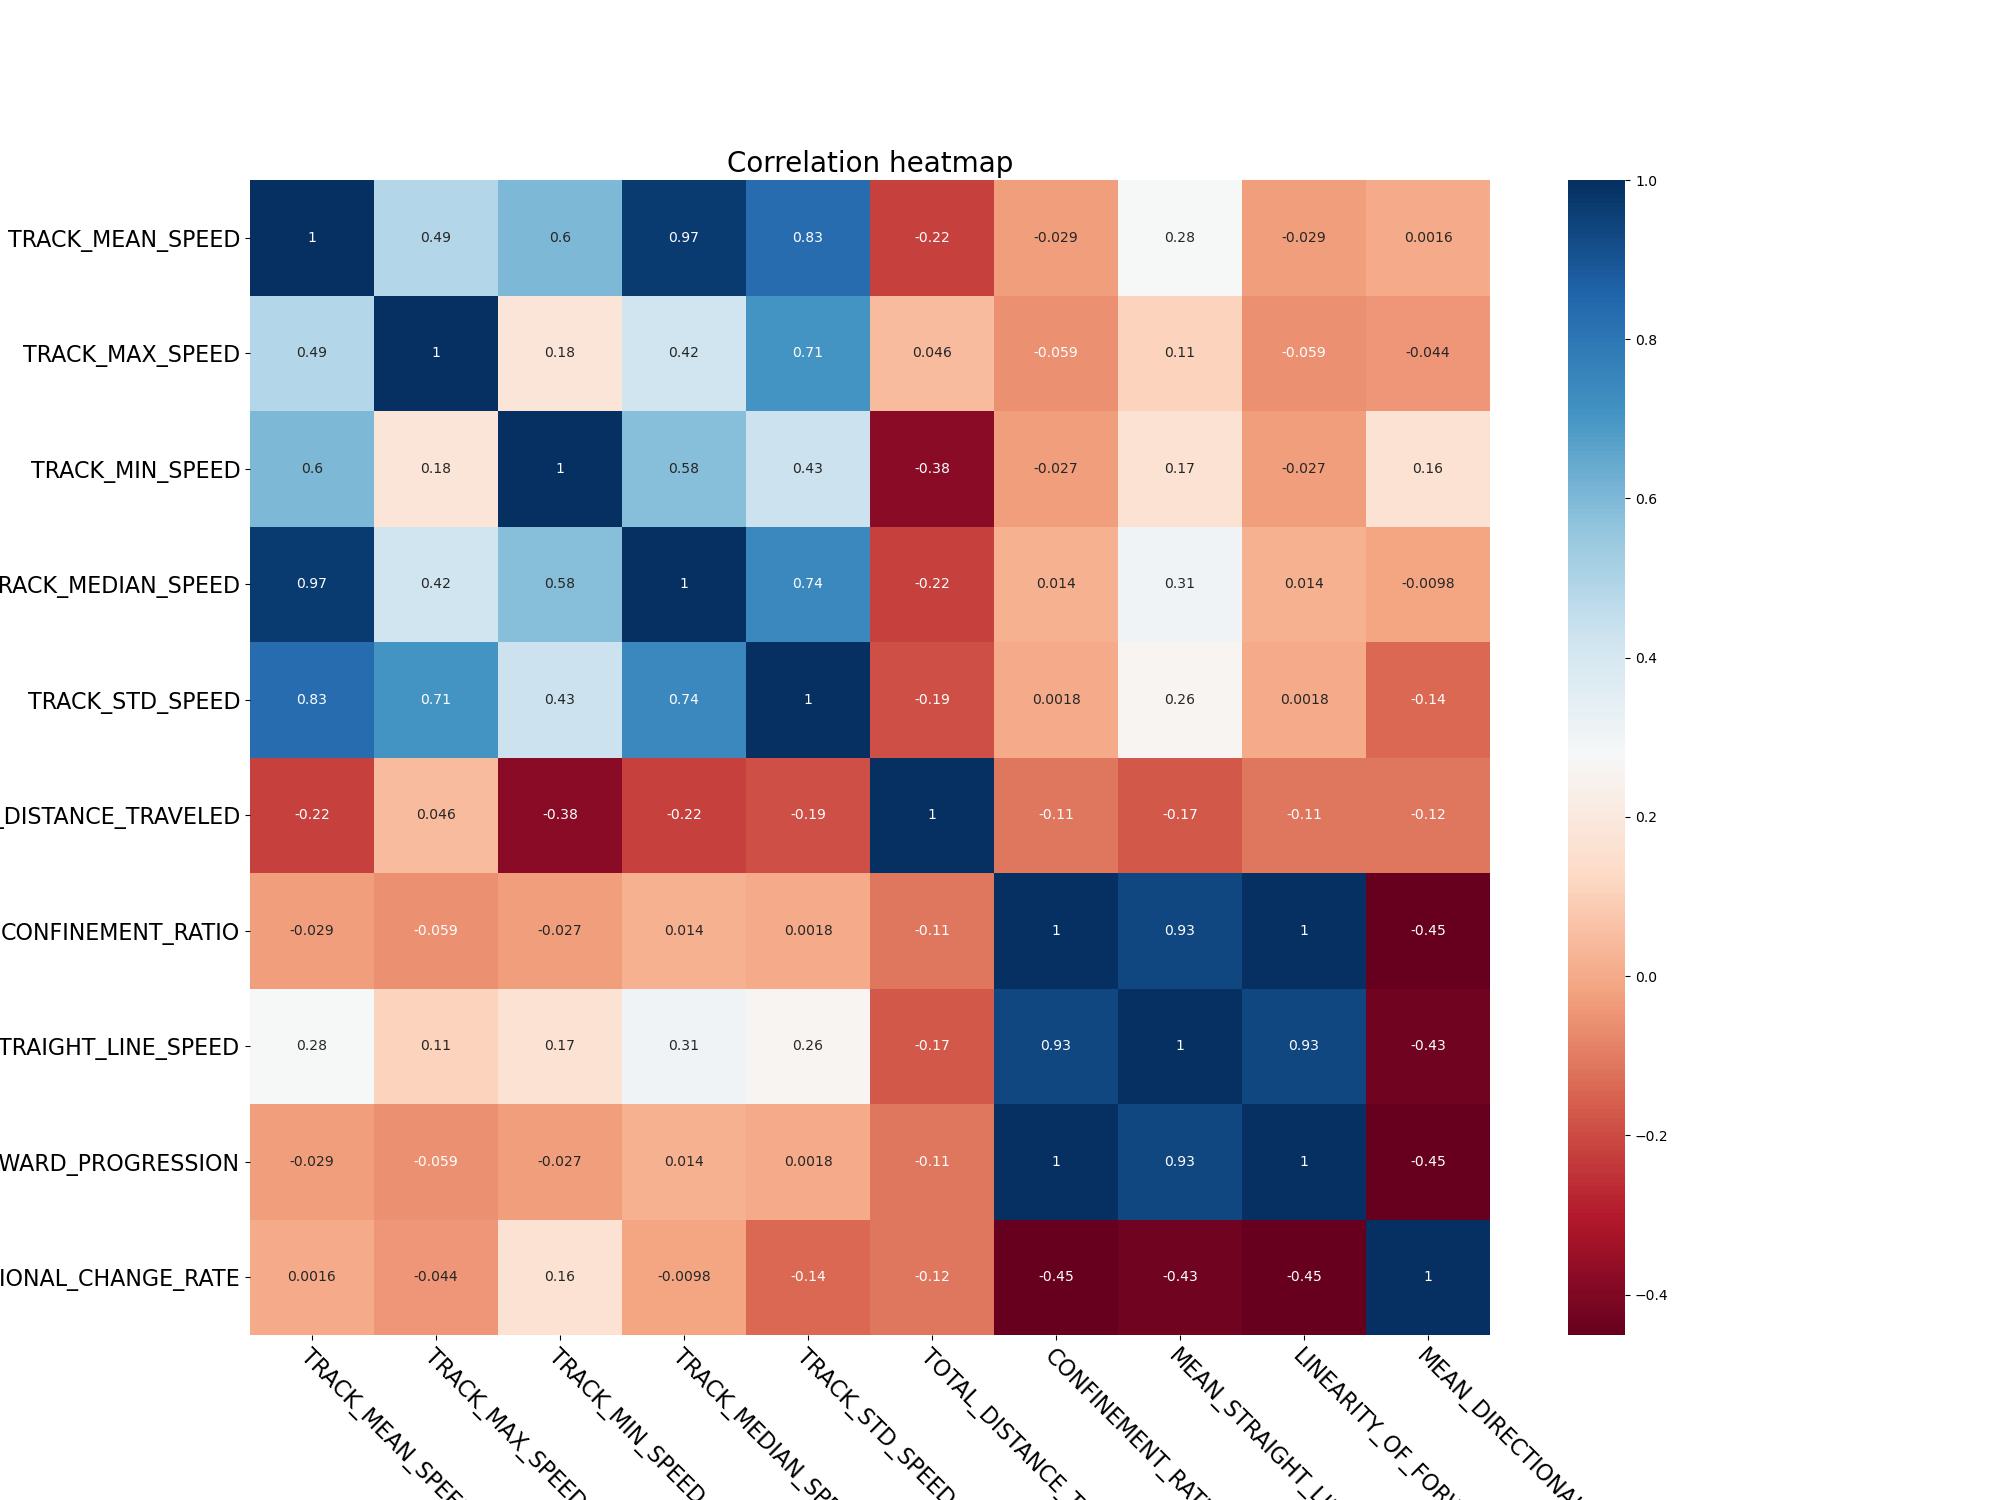 Correlation heatmap
TRACK_MEAN_SPEED 1 0.49 0.6 0.97 0.83 -0.22 -0.029 0.28 -0.029 0.0016
TRACK_MAX_SPEED 0.49 1 0.18 0.42 0.71 0.046 -0.059 0.11 -0.059 -0.044
TRACK_MIN_SPEED 0.6 0.18 1 0.58 0.43 -0.38 -0.027 0.17 -0.027 0.16
RACK_MEDIAN_SPEED 0.97 0.42 0.58 1 0.74 -0.22 0.014 0.31 0.014 -0.0098
TRACK_STD_SPEED 0.83 0.71 0.43 0.74 1 -0.19 0.0018 0.26 0.0018 -0.14
_DISTANCE_TRAVELED -0.22 0.046 -0.38 -0.22 -0.19 1 -0.11 -0.17 -0.11 -0.12
CONFINEMENT_RATIO -0.029 -0.059 -0.027 0.014 0.0018 -0.11 1 0.93 1 -0.45
TRAIGHT_LINE_SPEED 0.28 0.11 0.17 0.31 0.26 -0.17 0.93 1 0.93 -0.43
WARD_PROGRESSION -0.029 -0.059 -0.027 0.014 0.0018 -0.11 1 0.93 1 -0.45
IONAL_CHANGE_RATE 0.0016 -0.044 0.16 -0.0098 -0.14 -0.12 -0.45 -0.43 -0.45 1
TRACK_MEAN_SPEE
TRACK_MAX_SPEED
TRACK_MIN_SPEED
TRACK_MEDIAN_SPE
TRACK_STD_SPEED
TOTAL_DISTANCE_T
CONFINEMENT_RATI
MEAN_STRAIGHT_LI
LINEARITY_OF_FORW
MEAN_DIRECTIONAL
1.0
0.8
0.6
0.4
0.2
0.0
−0.2
−0.4